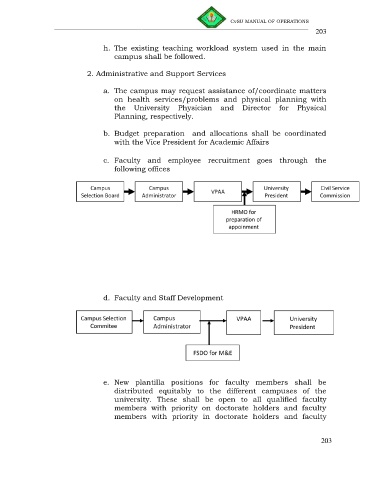 CvSU MANUAL OF OPERATIONS
203
h. The existing teaching workload system used in the main
campus shall be followed.
2. Administrative and Support Services
a. The campus may request assistance of/coordinate matters
on health services/problems and physical planning with
the University Physician and Director for Physical
Planning, respectively.
b. Budget preparation and allocations shall be coordinated
with the Vice President for Academic Affairs
c. Faculty and employee recruitment goes through the
following offices
Campus
Selection Board
Campus
Administrator
VPAA
University
President
Civil Service
Commission
HRMO for
preparation of
appoinment
d. Faculty and Staff Development
Campus Selection
Commitee
Campus
Administrator
VPAA
University
President
FSDO for M&E
e. New plantilla positions for faculty members shall be
distributed equitably to the different campuses of the
university. These shall be open to all qualified faculty
members with priority on doctorate holders and faculty
members with priority in doctorate holders and faculty
203